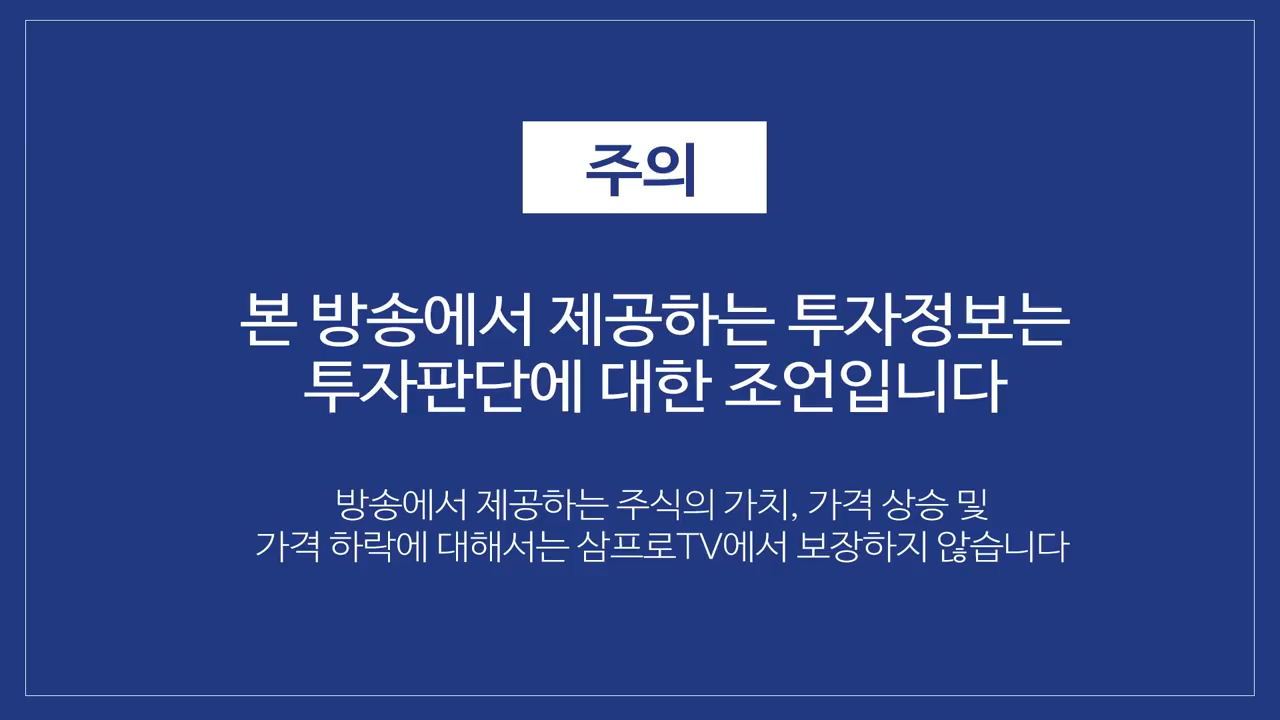 주의
본 방송에서 제공하는 투자정보는
투자판단에 대한 조언입니다
방송에서 제공하는 주식의 가치, 가격 상승 및
가격 하락에 대해서는 삼프로TV에서 보장하지 않습니다